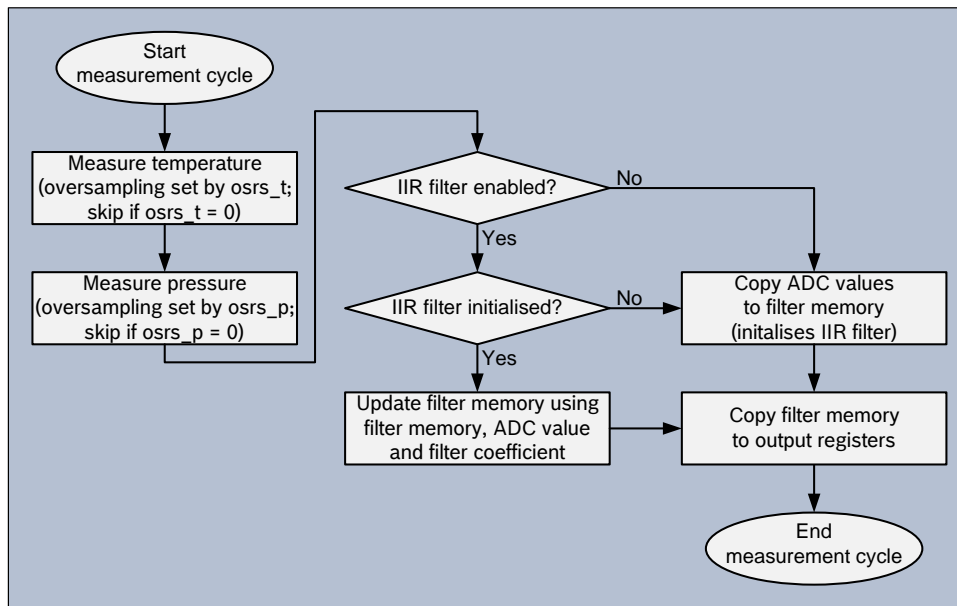 Start
measurement cycle
Measure temperature
(oversampling set by osrs_t;
skip if osrs_t = 0)
Measure pressure
(oversampling set by osrs_p;
skip if osrs_p = 0)
IIR filter enabled?
No
Yes
IIR filter initialised?
No
Yes
Update filter memory using
filter memory, ADC value
and filter coefficient
Copy ADC values
to filter memory
(initalises IIR filter)
Copy filter memory
to output registers
End
measurement cycle